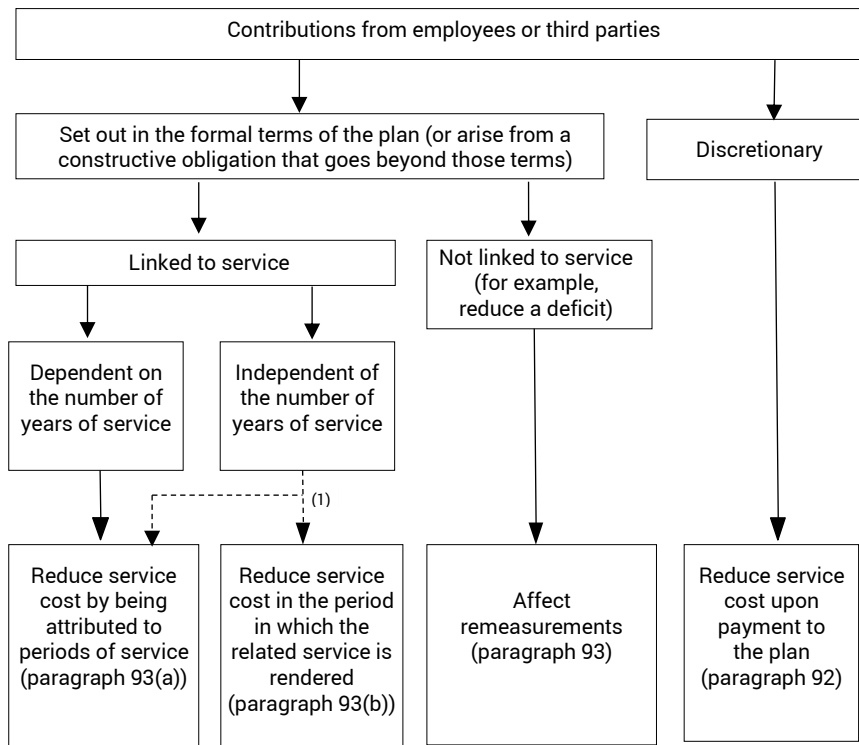 Contributions from employees or third parties
Set out in the formal terms of the plan (or arise from a
constructive obligation that goes beyond those terms)
Discretionary
Linked to service
Not linked to service
(for example,
reduce a deficit)
Dependent on
the number of
years of service
Independent of
the number of
years of service
(1)
Reduce service
cost by being
attributed to
periods of service
(paragraph 93(a))
Reduce service
cost in the period
in which the
related service is
rendered
(paragraph 93(b))
Affect
remeasurements
(paragraph 93)
Reduce service
cost upon
payment to
the plan
(paragraph 92)